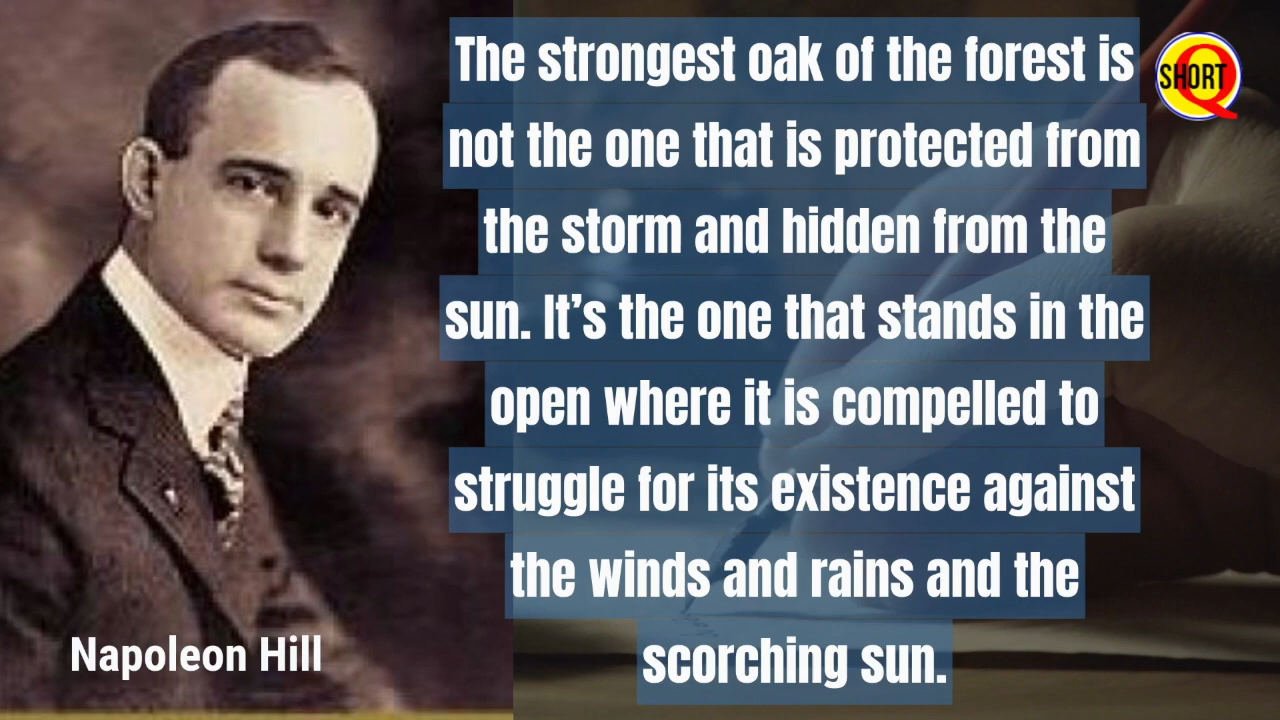 The strongest oak of the forest is
not the one that is protected from
the storm and hidden from the
sun. It’s the one that stands in the
open where it is compelled to
struggle for its existence against
the winds and rains and the
scorching sun.
Napoleon Hill
SHORT
Q